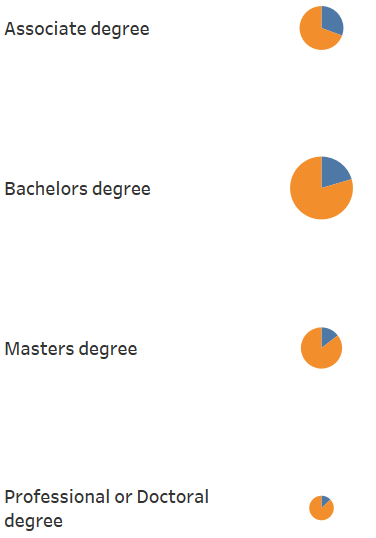 Associate degree
Bachelors degree
Masters degree
Professional or Doctoral
degree